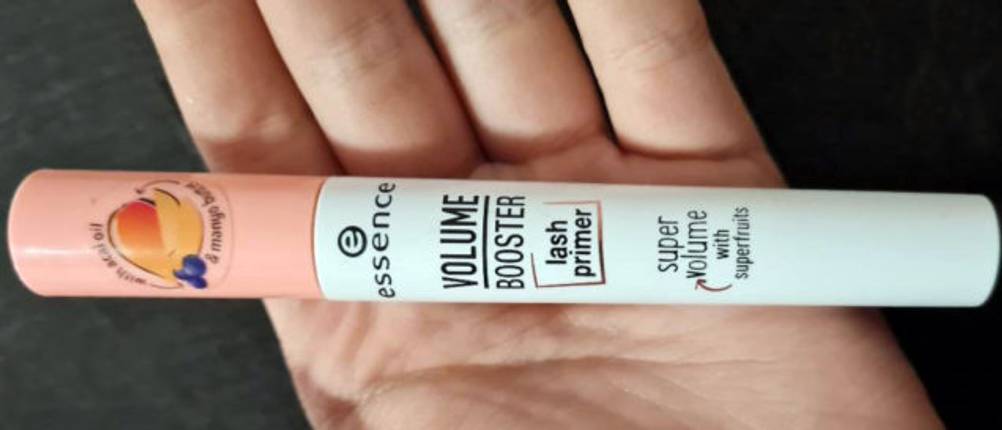 with acai oil
& mango butter
essence
VOLUME
BOOSTER
lash
primer
super
volume
with
superfruits